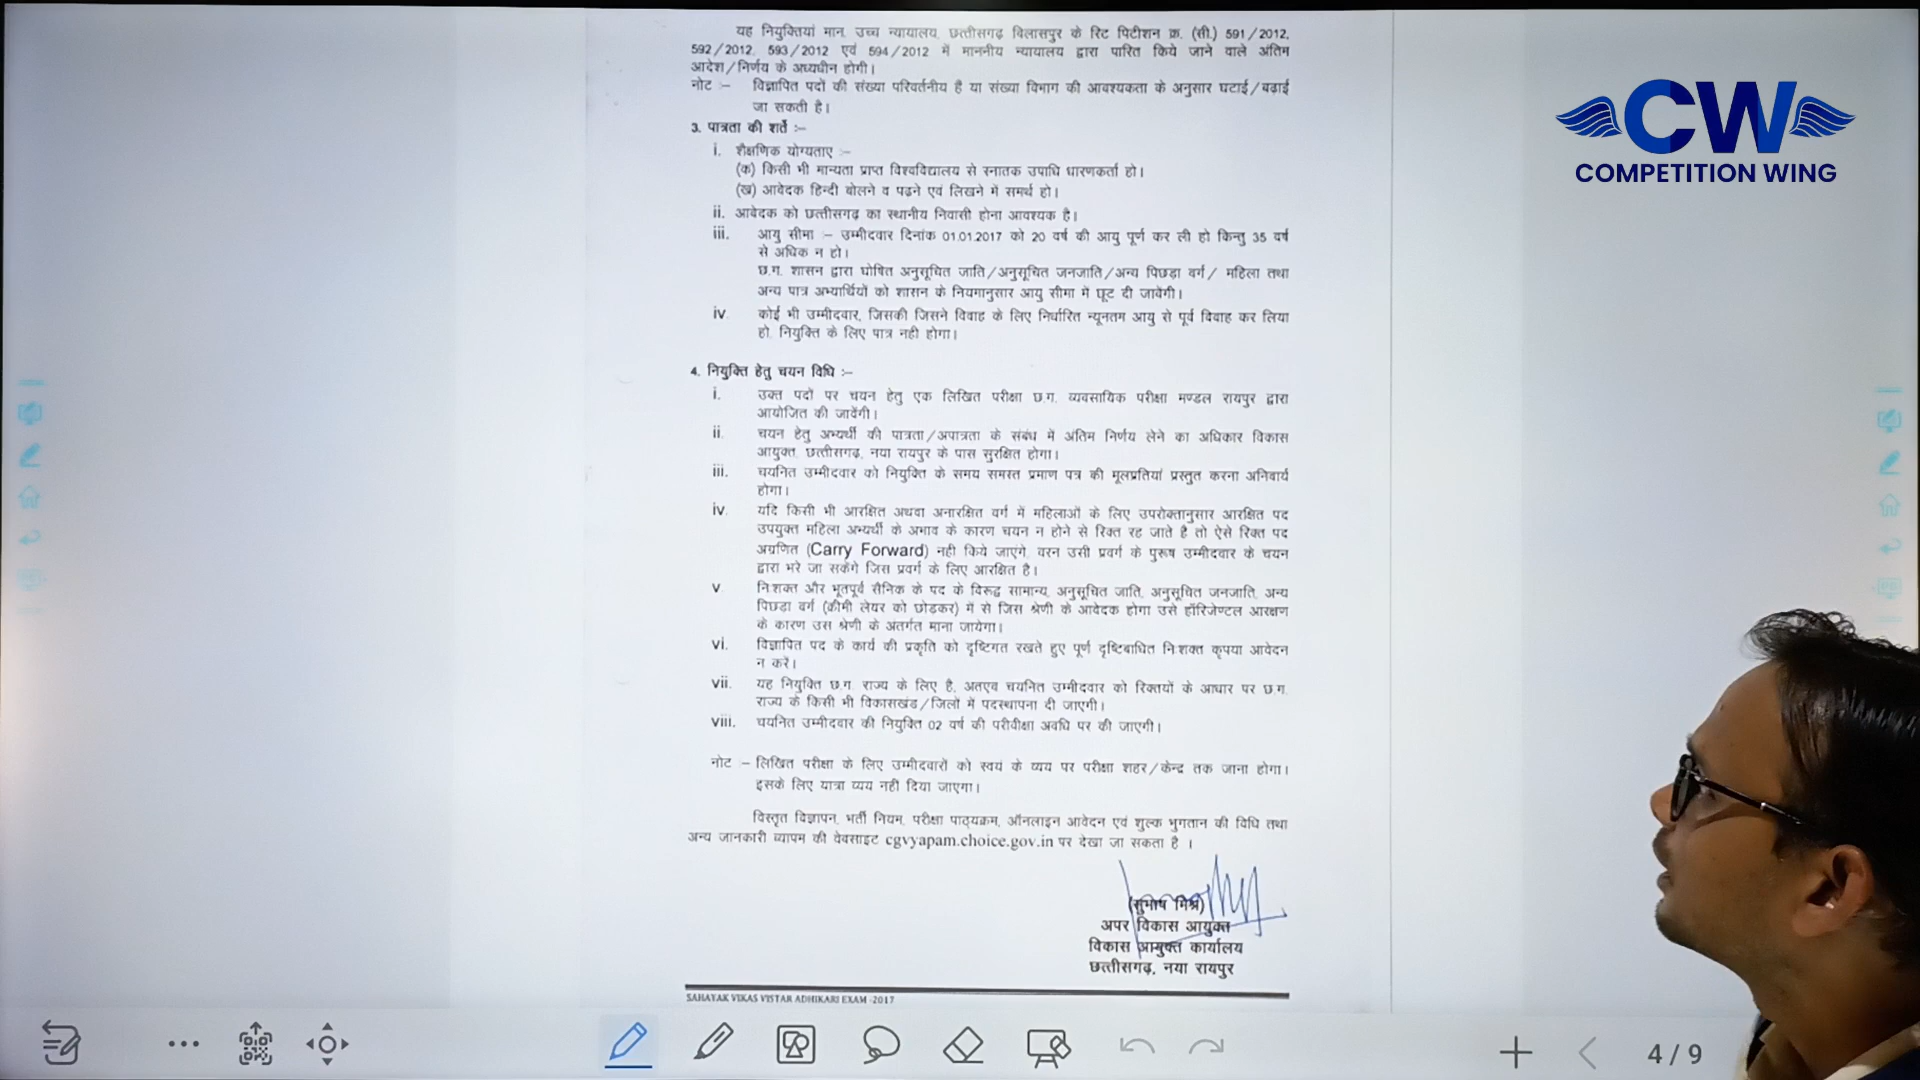 यह नियुक्तियां मान. उच्च न्यायालय, छत्तीसगढ़ बिलासपुर के रिट पिटीशन क्र. (सी.) 591/2012,
592/2012, 593/2012 एवं 594/2012 में माननीय न्यायालय द्वारा पारित किये जाने वाले अंतिम
आदेश/निर्णय के अध्यधीन होगी।
नोट :– विज्ञापित पदों की संख्या परिवर्तनीय है या संख्या विभाग की आवश्यकता के अनुसार घटाई/बढ़ाई
जा सकती है।
3. पात्रता की शर्ते :–
i. शैक्षणिक योग्यताए :–
(क) किसी भी मान्यता प्राप्त विश्वविद्यालय से स्नातक उपाधि धारणकर्ता हो।
(ख) आवेदक हिन्दी बोलने व पढने एवं लिखने में समर्थ हो।
ii. आवेदक को छत्तीसगढ़ का स्थानीय निवासी होना आवश्यक है।
iii. आयु सीमा :– उम्मीदवार दिनांक 01.01.2017 को 20 वर्ष की आयु पूर्ण कर ली हो किन्तु 35 वर्ष
से अधिक न हो।
छ.ग. शासन द्वारा घोषित अनुसूचित जाति/अनुसूचित जनजाति/अन्य पिछड़ा वर्ग/ महिला तथा
अन्य पात्र अभ्यार्थियों को शासन के नियमानुसार आयु सीमा में छूट दी जावेंगी।
iv. कोई भी उम्मीदवार, जिसकी जिसने विवाह के लिए निर्धारित न्यूनतम आयु से पूर्व विवाह कर लिया
हो, नियुक्ति के लिए पात्र नही होगा।
4. नियुक्ति हेतु चयन विधि :–
i. उक्त पदों पर चयन हेतु एक लिखित परीक्षा छ.ग. व्यवसायिक परीक्षा मण्डल रायपुर द्वारा
आयोजित की जावेंगी।
ii. चयन हेतु अभ्यर्थी की पात्रता/अपात्रता के संबंध में अंतिम निर्णय लेने का अधिकार विकास
आयुक्त, छत्तीसगढ़, नया रायपुर के पास सुरक्षित होगा।
iii. चयनित उम्मीदवार को नियुक्ति के समय समस्त प्रमाण पत्र की मूलप्रतियां प्रस्तुत करना अनिवार्य
होगा।
iv. यदि किसी भी आरक्षित अथवा अनारक्षित वर्ग में महिलाओं के लिए उपरोक्तानुसार आरक्षित पद
उपयुक्त महिला अभ्यर्थी के अभाव के कारण चयन न होने से रिक्त रह जाते है तो ऐसे रिक्त पद
अग्रणित (Carry Forward) नही किये जाएंगे, वरन उसी प्रवर्ग के पुरूष उम्मीदवार के चयन
द्वारा भरे जा सकेंगे जिस प्रवर्ग के लिए आरक्षित है।
v. निःशक्त और भूतपूर्व सैनिक के पद के विरूद्ध सामान्य, अनुसूचित जाति, अनुसूचित जनजाति, अन्य
पिछड़ा वर्ग (क्रीमी लेयर को छोड़कर) में से जिस श्रेणी के आवेदक होगा उसे हॉरिजेन्टल आरक्षण
के कारण उस श्रेणी के अंतर्गत माना जायेगा।
vi. विज्ञापित पद के कार्य की प्रकृति को दृष्टिगत रखते हुए पूर्ण दृष्टिबाधित निःशक्त कृपया आवेदन
न करें।
vii. यह नियुक्ति छ.ग. राज्य के लिए है, अतएव चयनित उम्मीदवार को रिक्तयों के आधार पर छ.ग.
राज्य के किसी भी विकासखंड/जिलों में पदस्थापना दी जाएगी।
viii. चयनित उम्मीदवार की नियुक्ति 02 वर्ष की परीवीक्षा अवधि पर की जाएगी।
नोट :– लिखित परीक्षा के लिए उम्मीदवारों को स्वयं के व्यय पर परीक्षा शहर/केन्द्र तक जाना होगा।
इसके लिए यात्रा व्यय नहीं दिया जाएगा।
विस्तृत विज्ञापन, भर्ती नियम, परीक्षा पाठ्यक्रम, ऑनलाइन आवेदन एवं शुल्क भुगतान की विधि तथा
अन्य जानकारी व्यापम की वेवसाइट cgvyapam.choice.gov.in पर देखा जा सकता है ।
(सुभाष मिश्र)
अपर विकास आयुक्त
विकास आयुक्त कार्यालय
छत्तीसगढ़, नया रायपुर
SAHAYAK VIKAS VISTAR ADHIKARI EXAM -2017
CW
COMPETITION WING
4 / 9